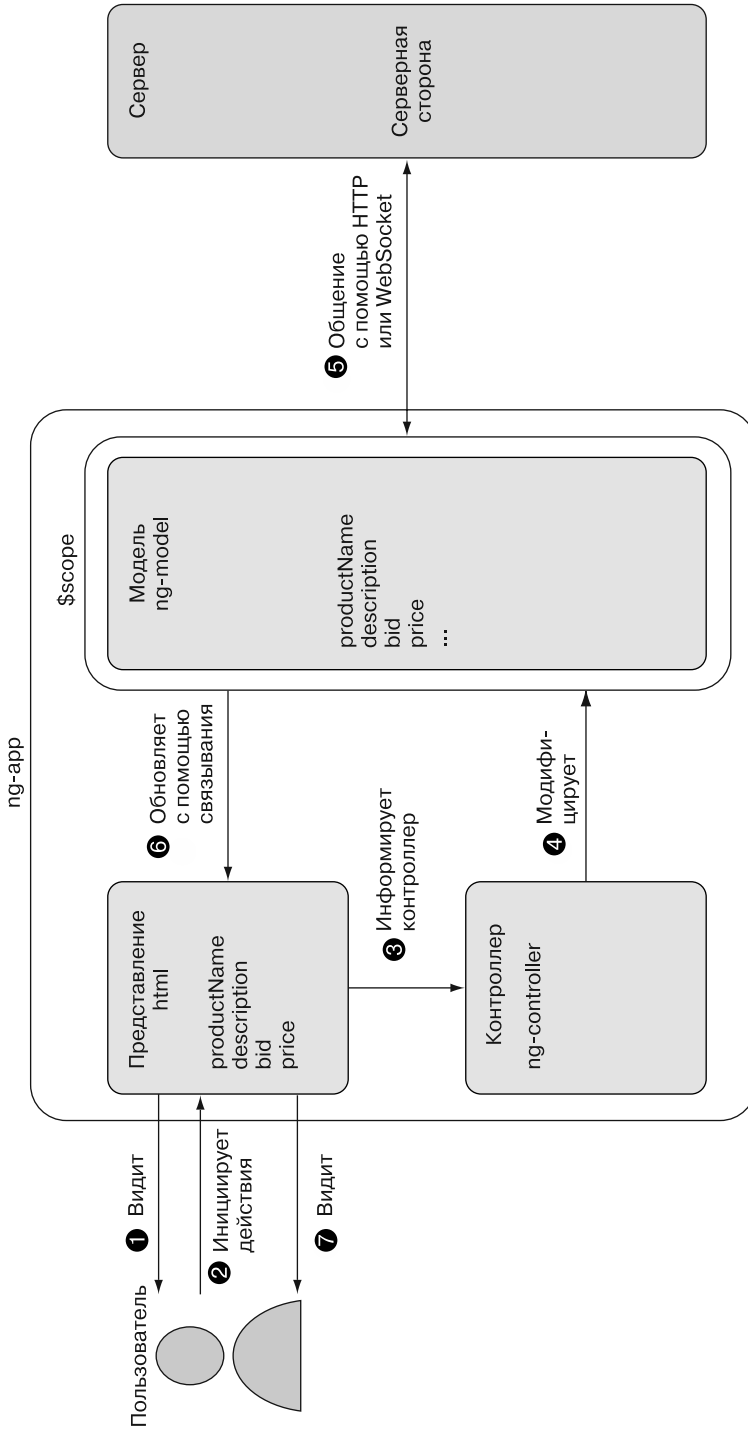 ng-app
Пользователь
❶ Видит
❷ Инициирует
действия
❼ Видит
Представление
html
productName
description
bid
price
❸ Информирует
контроллер
Контроллер
ng-controller
❻ Обновляет
с помощью
связывания
❹ Модифи-
цирует
$scope
Модель
ng-model
productName
description
bid
price
...
❺ Общение
с помощью HTTP
или WebSocket
Сервер
Серверная
сторона